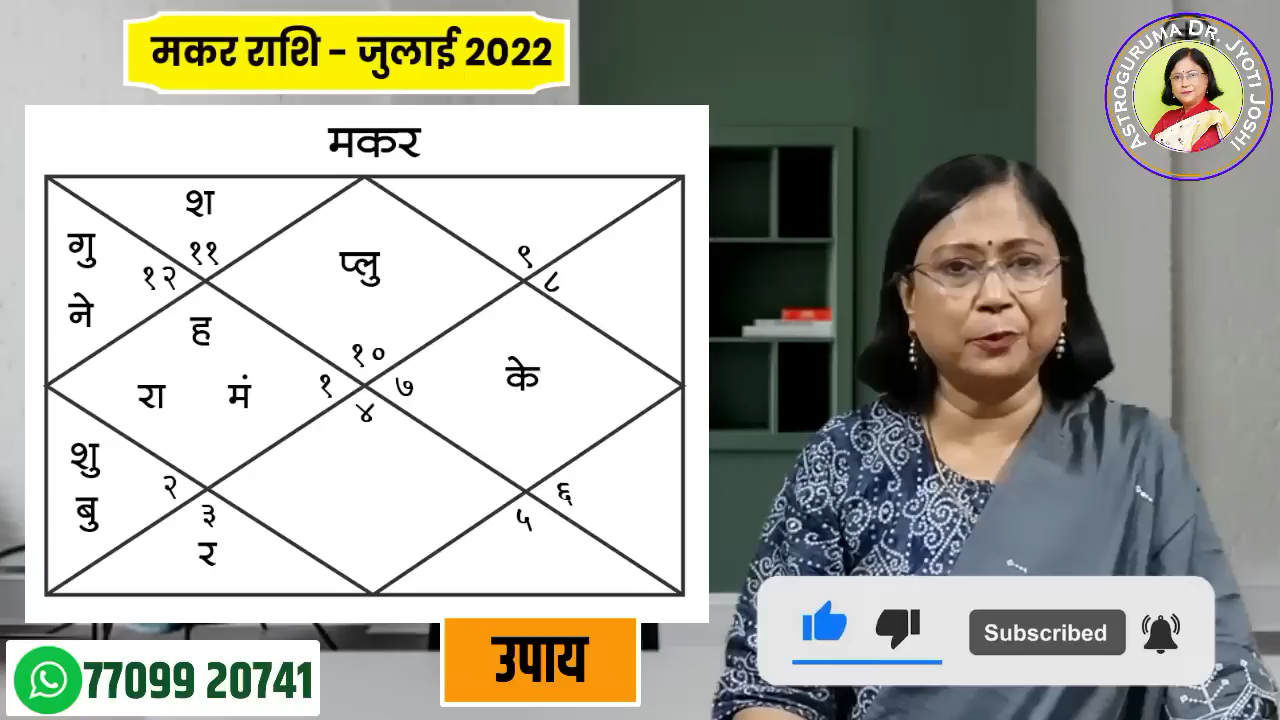 मकर राशि - जुलाई 2022
ASTROGURUMA DR. JYOTI JOSHI
मकर
श
गु
११
प्लु
९
१२
८
ने
ह
१०
के
रा
मं
१
७
४
शु
२
६
बु
३
५
र
उपाय
Subscribed
77099 20741